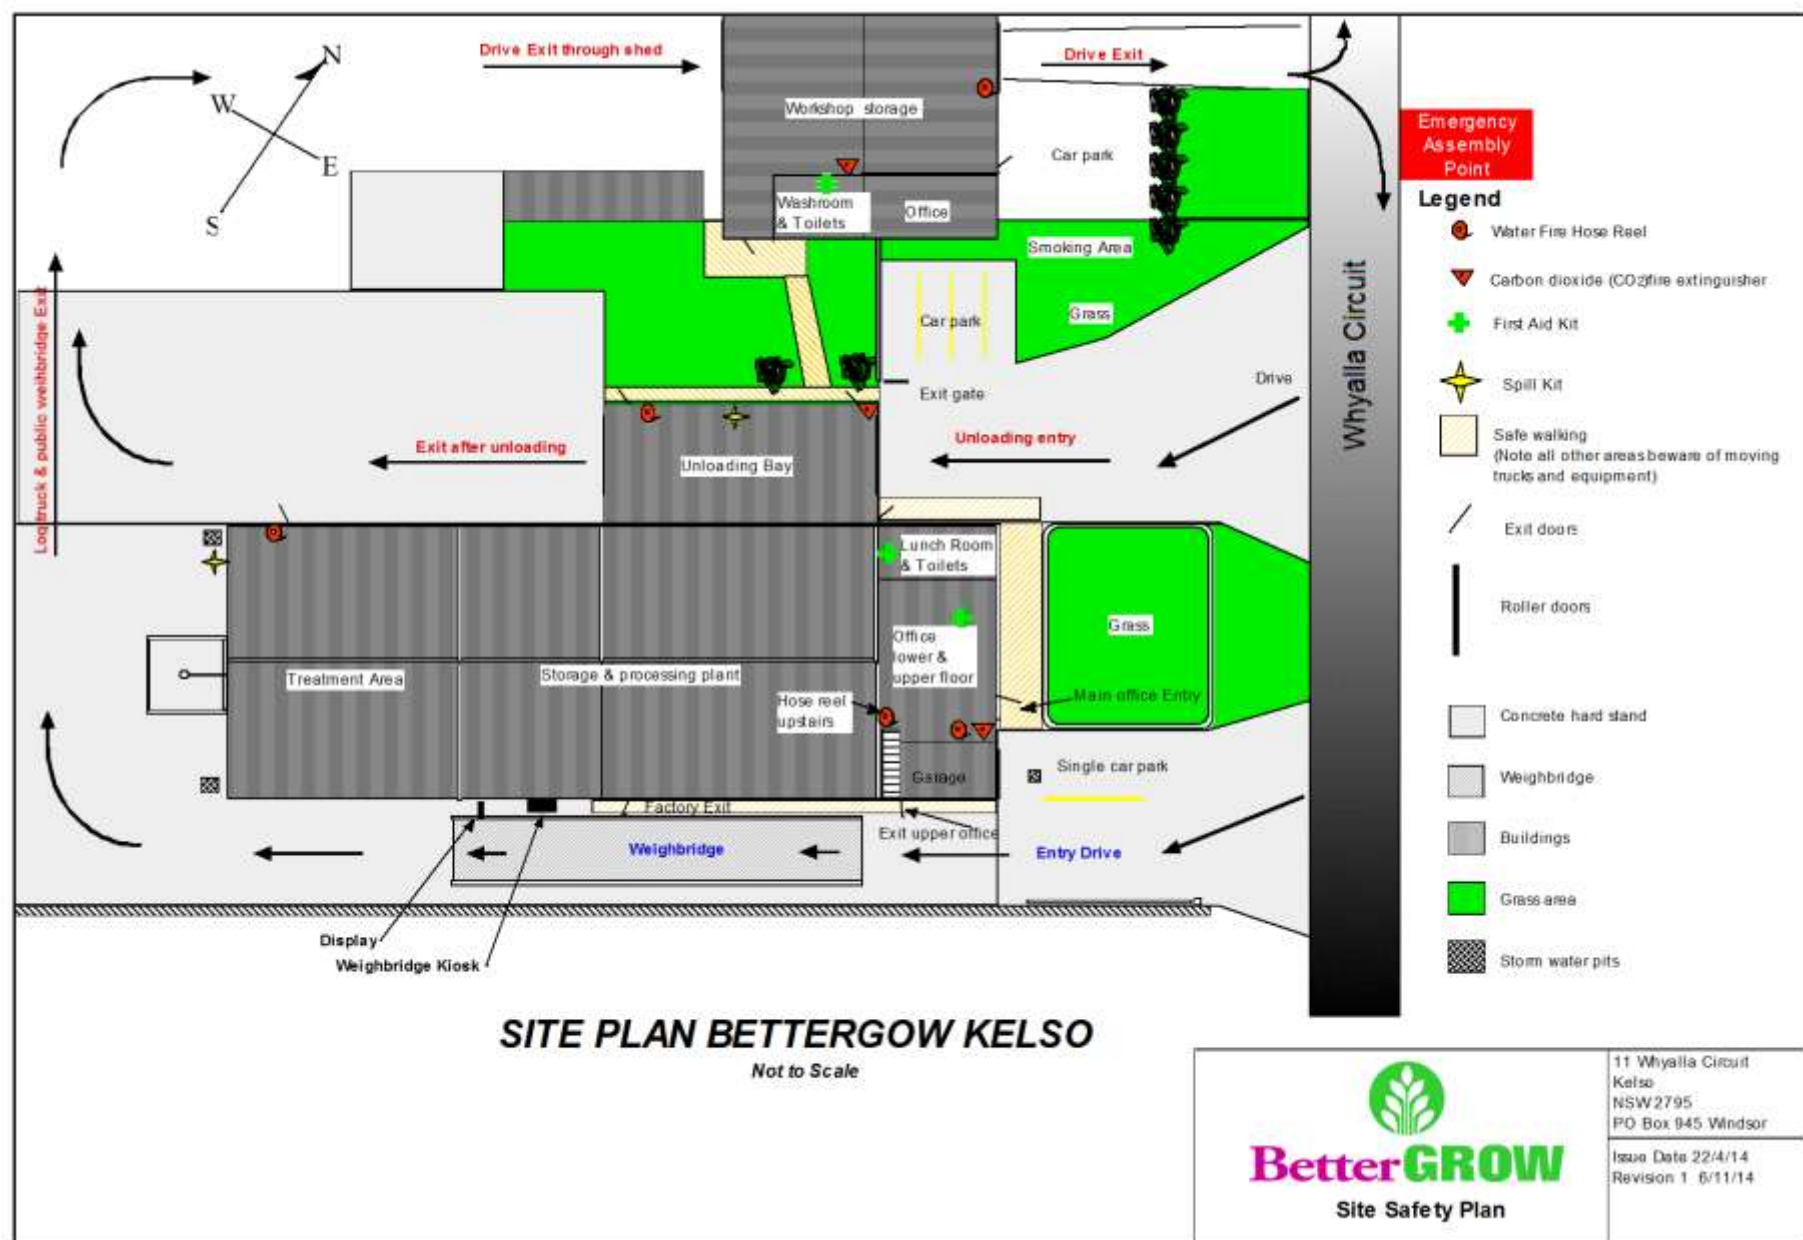 Drive Exit through shed
Drive Exit
N
W
E
S
Workshop storage
Car park
Emergency
Assembly
Point
Washroom
& Toilets
Office
Smoking Area
Car park
Grass
Exit gate
Drive
Whyalla Circuit
Log truck & public weihbridge Exit
Exit after unloading
Unloading Bay
Unloading entry
Lunch Room
& Toilets
Office
lower &
upper floor
Grass
Treatment Area
Storage & processing plant
Hose reel
upstairs
Main office Entry
Garage
Single car park
Factory Exit
Exit upper office
Weighbridge
Entry Drive
Display
Weighbridge Kiosk
Legend
Water Fire Hose Reel
Carbon dioxide (CO2)fire extinguisher
First Aid Kit
Spill Kit
Safe walking
(Note all other areas beware of moving
trucks and equipment)
Exit doors
Roller doors
Concrete hard stand
Weighbridge
Buildings
Grass area
Storm water pits
SITE PLAN BETTERGOW KELSO
Not to Scale
BetterGROW
Site Safety Plan
11 Whyalla Circuit
Kelso
NSW 2795
PO Box 945 Windsor
Issue Date 22/4/14
Revision 1 6/11/14